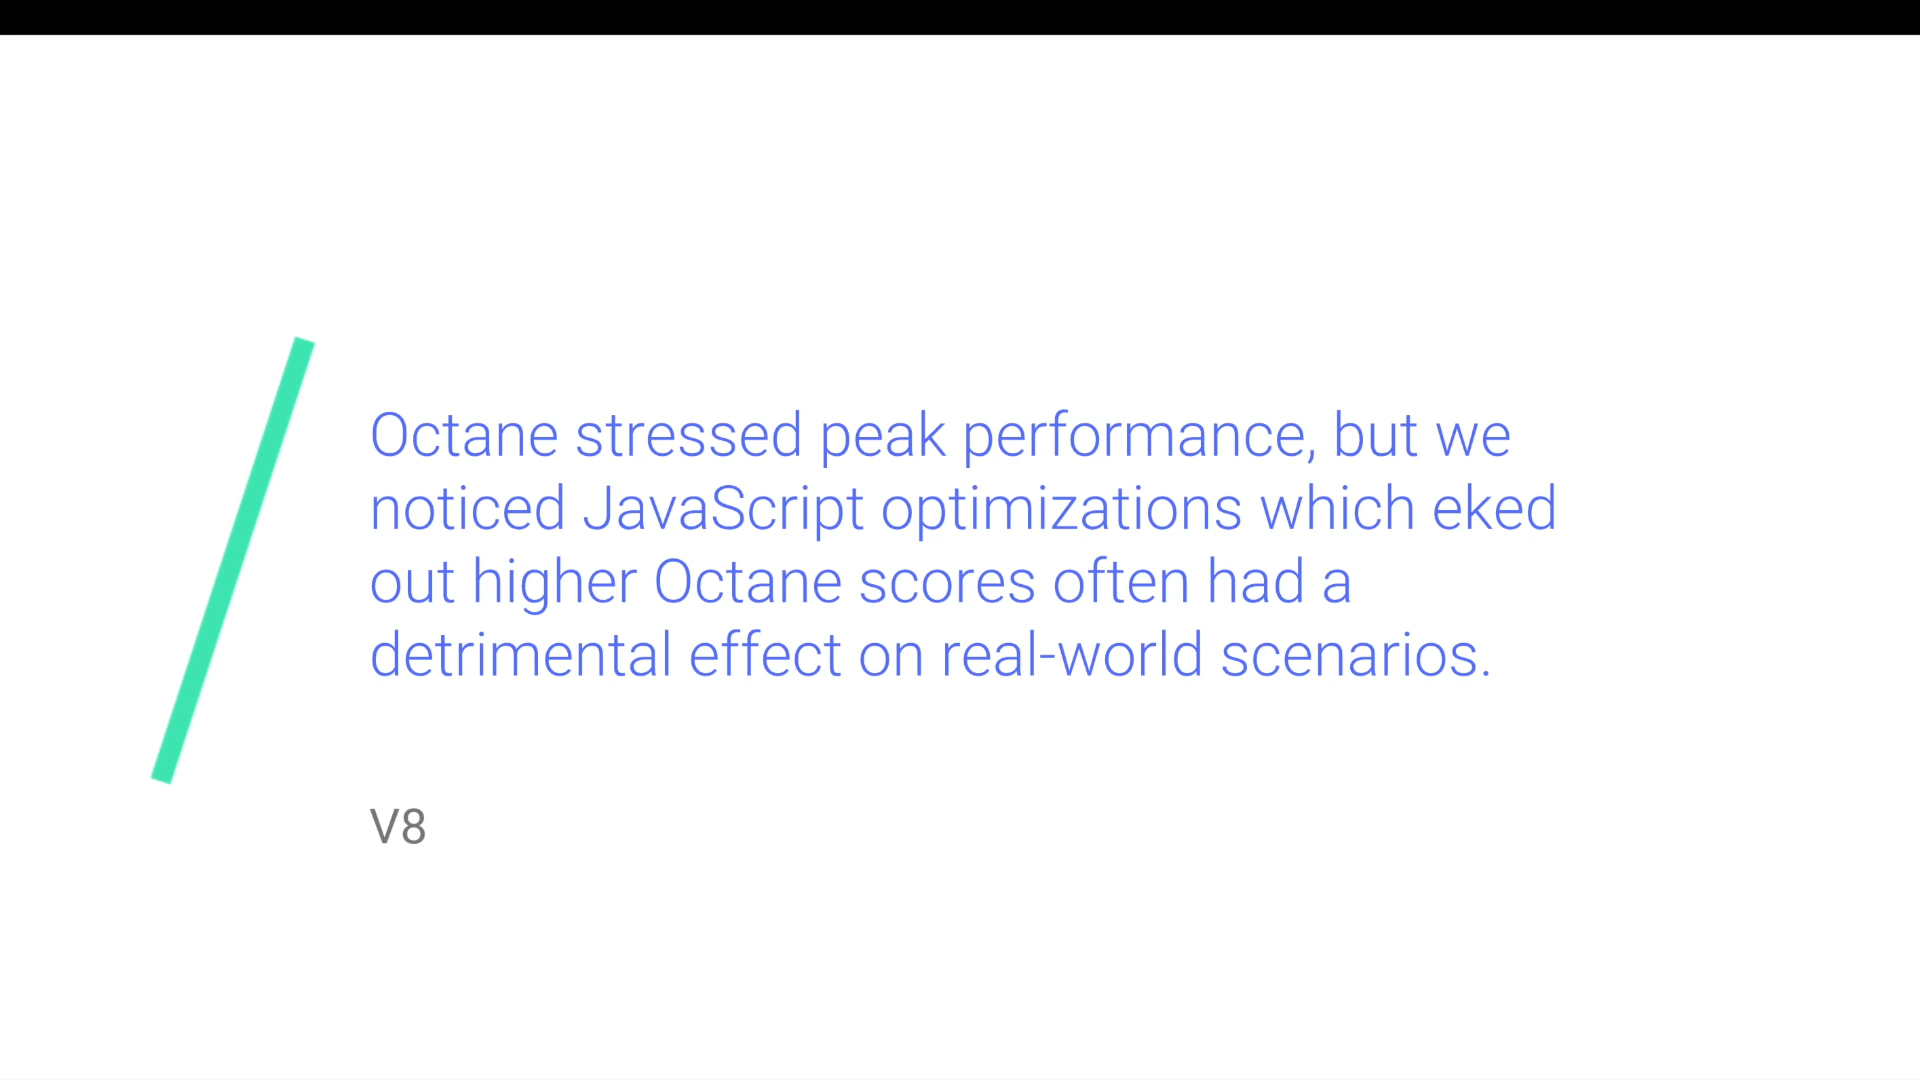 Octane stressed peak performance, but we
noticed JavaScript optimizations which eked
out higher Octane scores often had a
detrimental effect on real-world scenarios.
V8